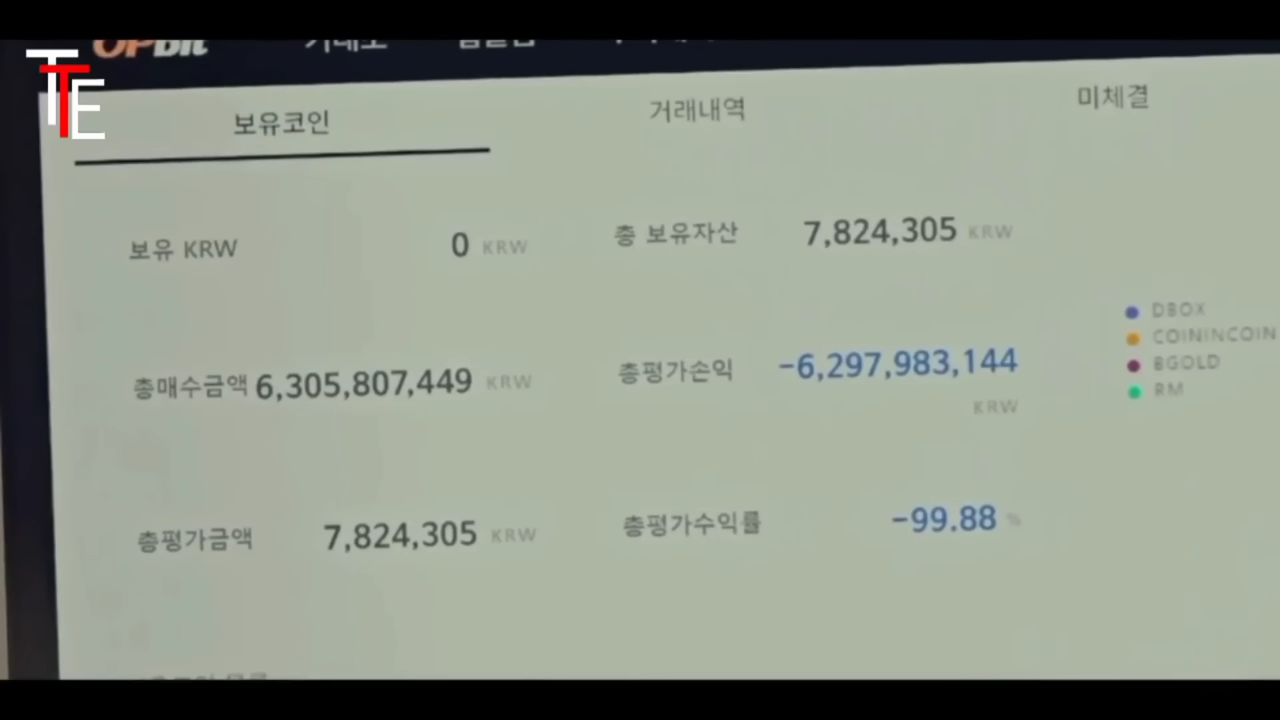 TTE
OPbit
보유코인 거래내역 미체결
보유 KRW 0 KRW 총 보유자산 7,824,305 KRW
DBOX
COININCOIN
BGOLD
RM
총매수금액 6,305,807,449 KRW 총평가손익 -6,297,983,144
KRW
총평가금액 7,824,305 KRW 총평가수익률 -99.88 %